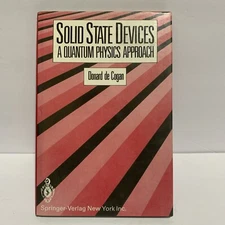 SOLID STATE DEVICES
A QUANTUM PHYSICS APPROACH
Donard de Cogan
Springer-Verlag New York Inc.